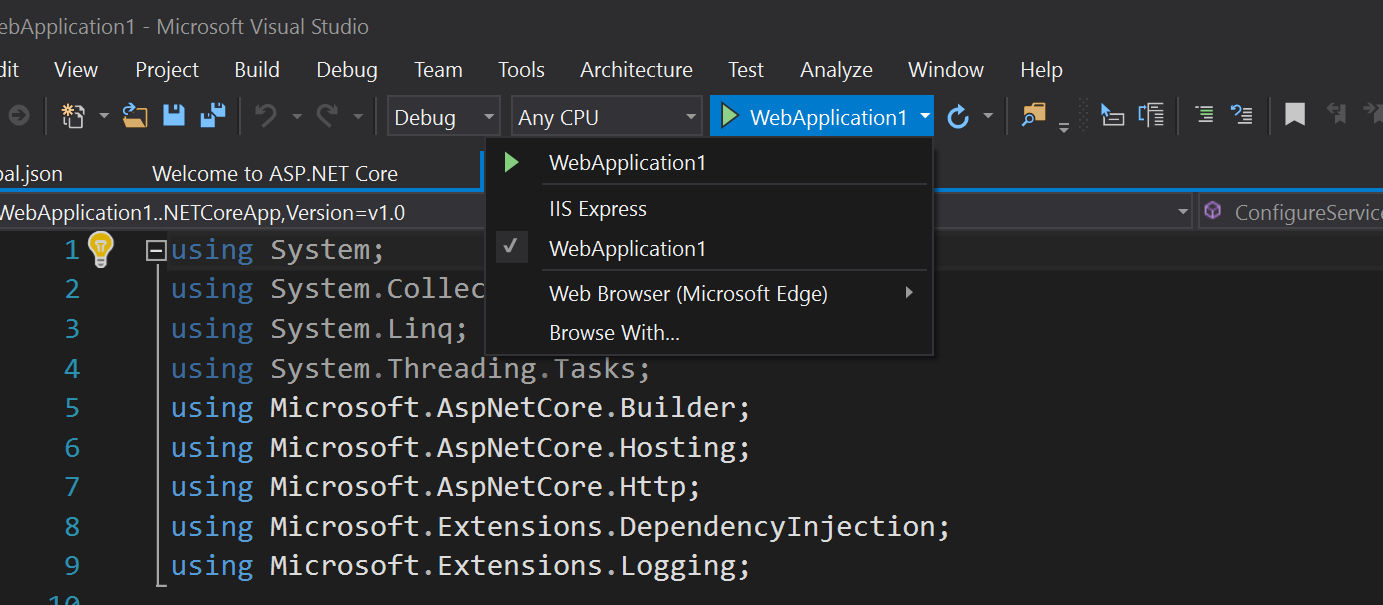 ebApplication1 - Microsoft Visual Studio
dit View Project Build Debug Team Tools Architecture Test Analyze Window Help
Debug Any CPU WebApplication1
bal.json Welcome to ASP.NET Core
WebApplication1
WebApplication1..NETCoreApp,Version=v1.0 ConfigureService
IIS Express
WebApplication1
Web Browser (Microsoft Edge)
Browse With...
1 using System;
2 using System.Collec
3 using System.Linq;
4 using System.Threading.Tasks;
5 using Microsoft.AspNetCore.Builder;
6 using Microsoft.AspNetCore.Hosting;
7 using Microsoft.AspNetCore.Http;
8 using Microsoft.Extensions.DependencyInjection;
9 using Microsoft.Extensions.Logging;
10